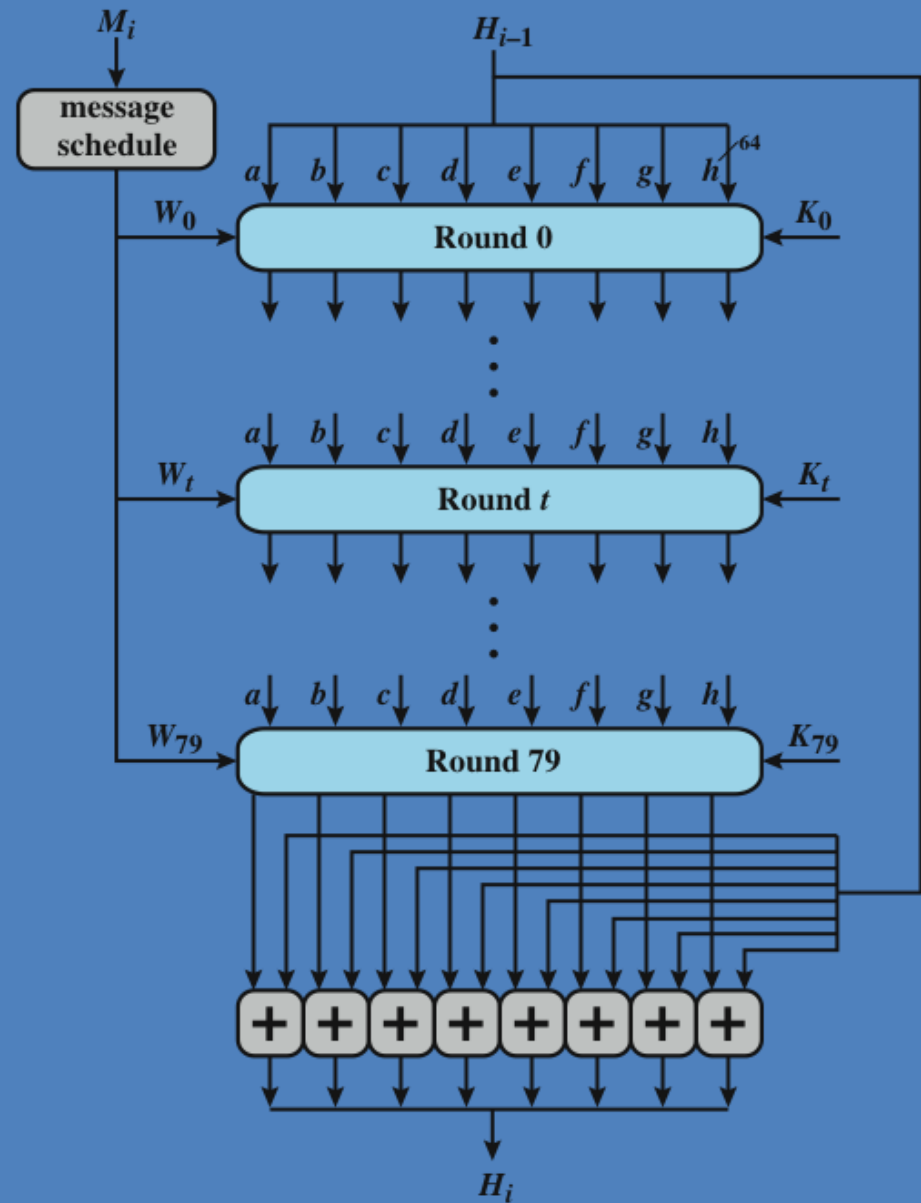 Mᵢ
Hᵢ₋₁
message
schedule
a b c d e f g h 64
W₀ Round 0 K₀
a b c d e f g h
Wₜ Round t Kₜ
a b c d e f g h
W₇₉ Round 79 K₇₉
+ + + + + + + +
Hᵢ